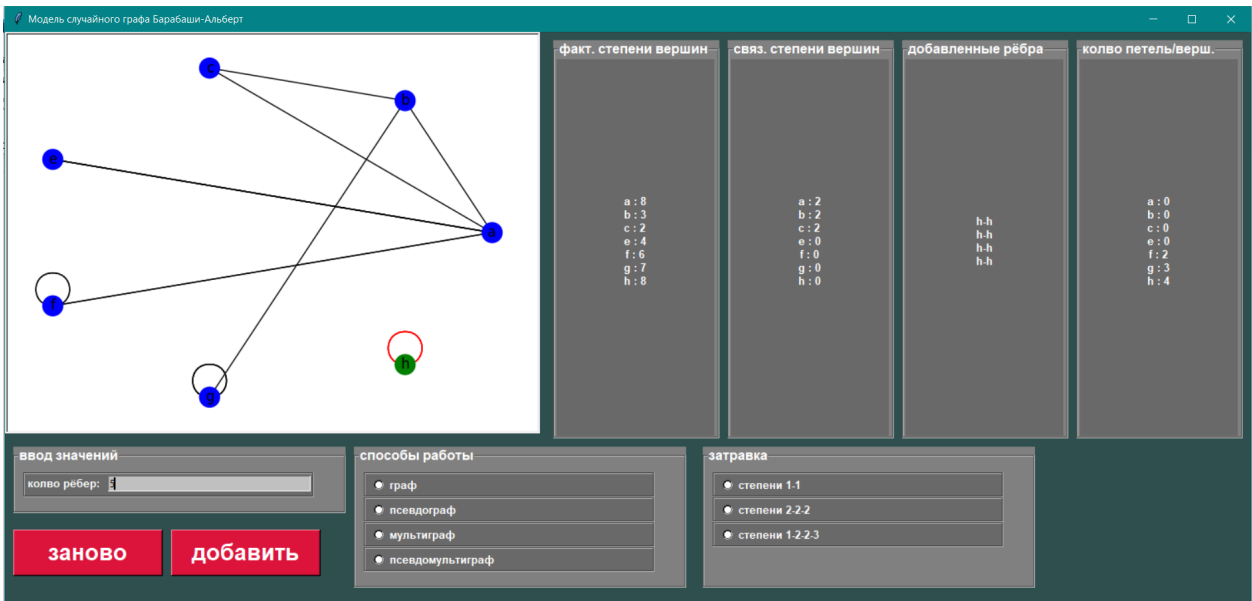 Модель случайного графа Барабаши-Альберт
c
b
e
a
f
h
g
факт. степени вершин
a : 8
b : 3
c : 2
e : 4
f : 6
g : 7
h : 8
связ. степени вершин
a : 2
b : 2
c : 2
e : 0
f : 0
g : 0
h : 0
добавленные рёбра
h-h
h-h
h-h
h-h
колво петель/верш.
a : 0
b : 0
c : 0
e : 0
f : 2
g : 3
h : 4
ввод значений
колво рёбер:
заново
добавить
способы работы
граф
псевдограф
мультиграф
псевдомультиграф
затравка
степени 1-1
степени 2-2-2
степени 1-2-2-3